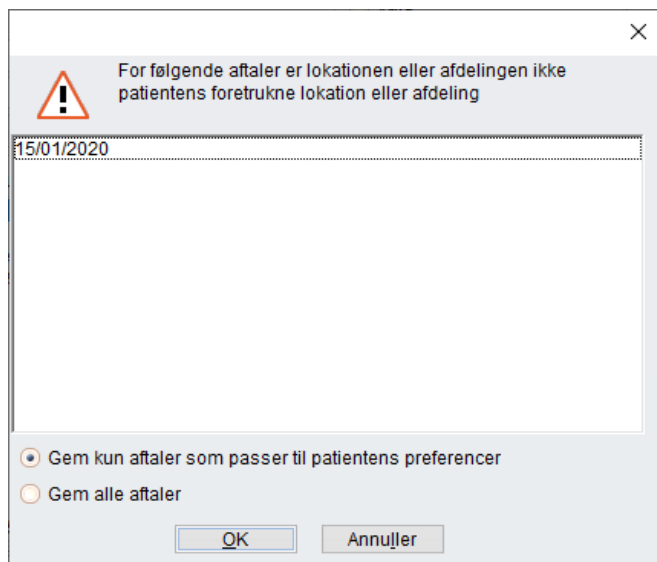 For følgende aftaler er lokationen eller afdelingen ikke
patientens foretrukne lokation eller afdeling
15/01/2020
Gem kun aftaler som passer til patientens preferencer
Gem alle aftaler
OK
Annuller